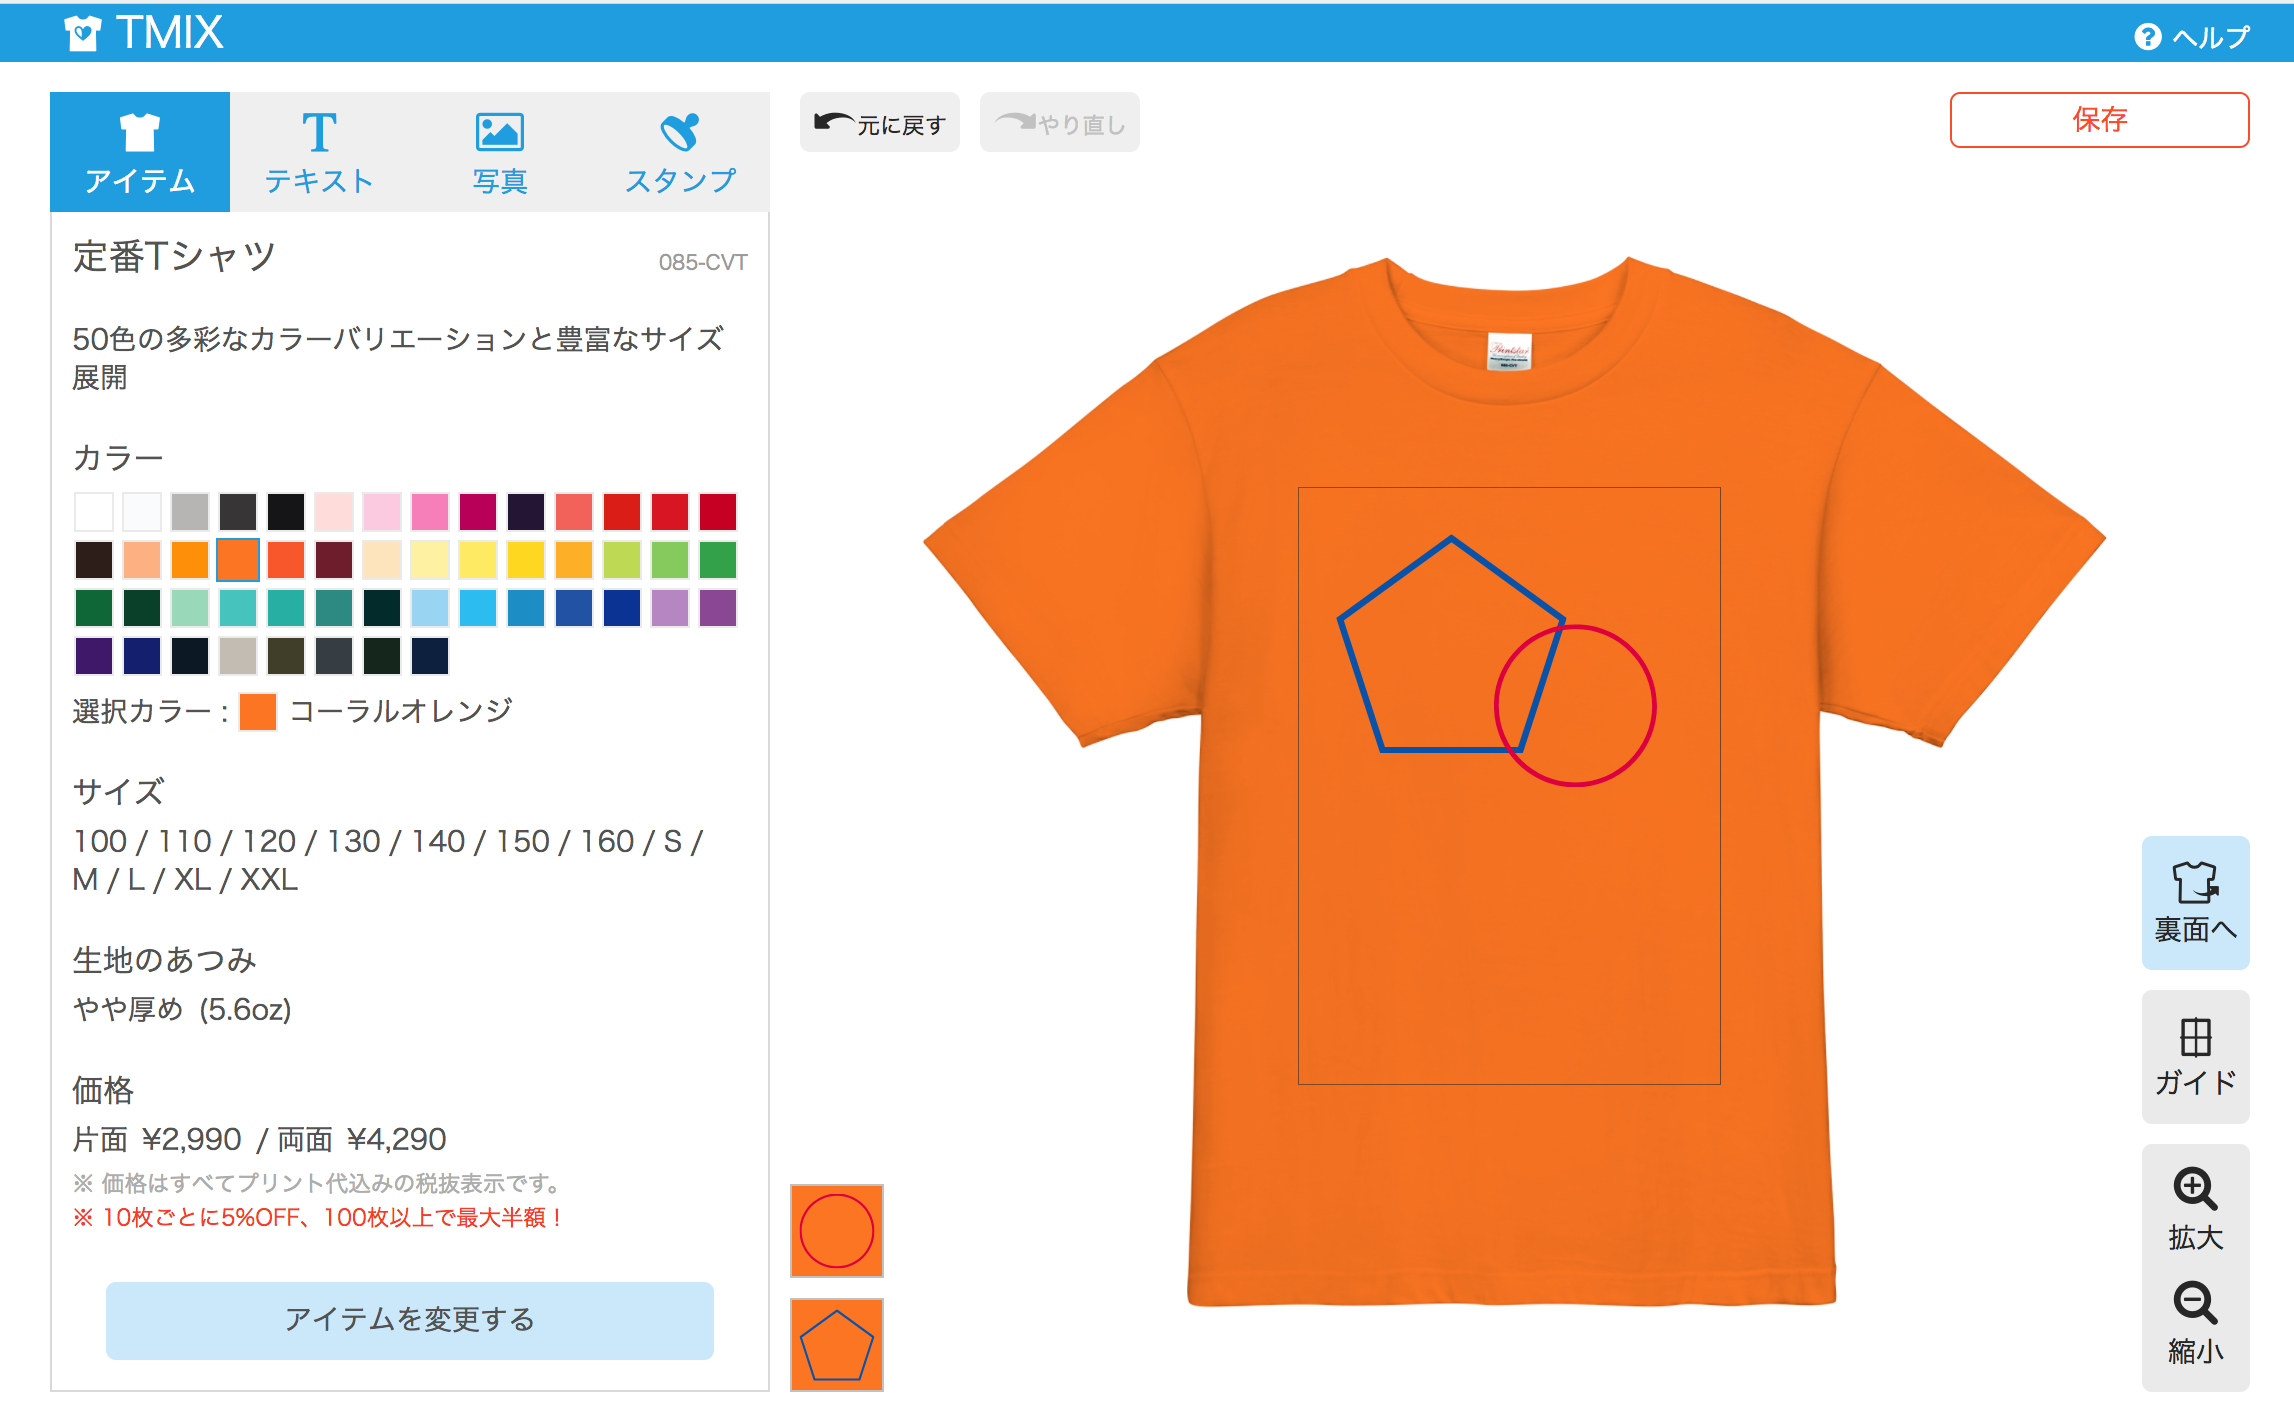 TMIX
ヘルプ
アイテム
テキスト
写真
スタンプ
元に戻す
やり直し
保存
定番Tシャツ
085-CVT
50色の多彩なカラーバリエーションと豊富なサイズ
展開
カラー
選択カラー : コーラルオレンジ
サイズ
100 / 110 / 120 / 130 / 140 / 150 / 160 / S /
M / L / XL / XXL
生地のあつみ
やや厚め (5.6oz)
価格
片面 ¥2,990 / 両面 ¥4,290
※ 価格はすべてプリント代込みの税抜表示です。
※ 10枚ごとに5%OFF、100枚以上で最大半額！
アイテムを変更する
Printstar
裏面へ
ガイド
拡大
縮小